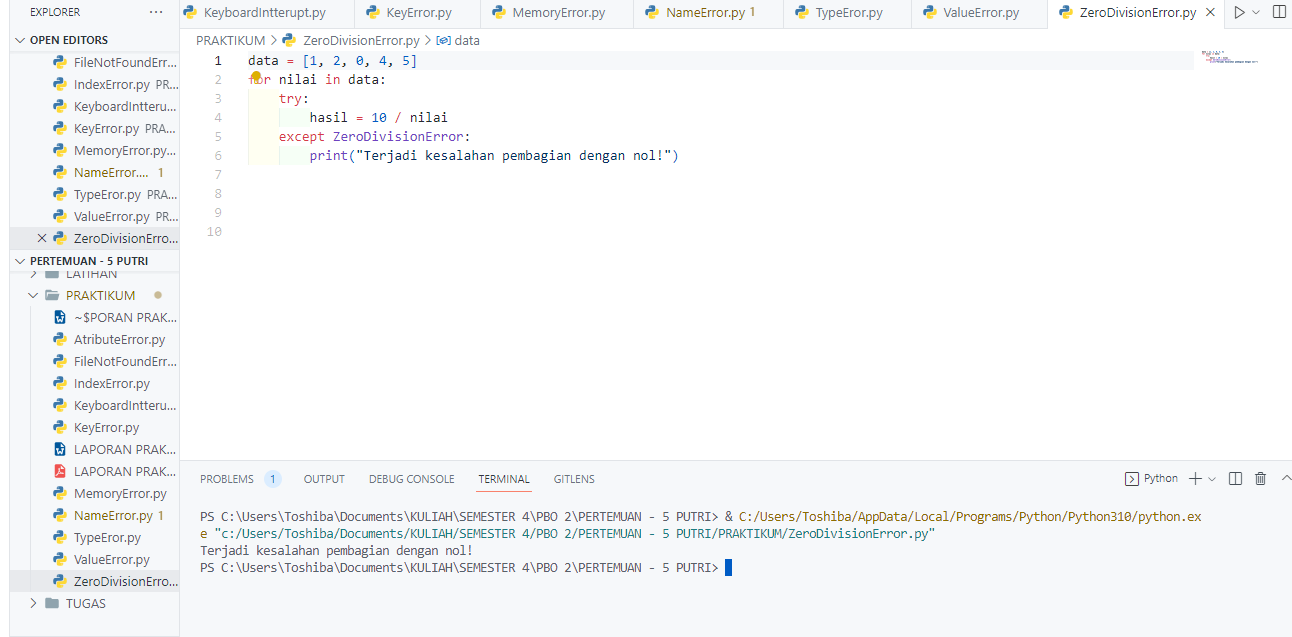 EXPLORER ...
OPEN EDITORS
FileNotFoundErr...
IndexError.py PR...
KeyboardInterru...
KeyError.py PRA...
MemoryError.py...
NameError.... 1
TypeEror.py PRA...
ValueError.py PR...
ZeroDivisionErro...
PERTEMUAN - 5 PUTRI
LATIHAN
PRAKTIKUM
~$PORAN PRAK...
AtributeError.py
FileNotFoundErr...
IndexError.py
KeyboardInterru...
KeyError.py
LAPORAN PRAK...
LAPORAN PRAK...
MemoryError.py
NameError.py 1
TypeEror.py
ValueError.py
ZeroDivisionErro...
TUGAS
KeyboardIntterupt.py KeyError.py MemoryError.py NameError.py 1 TypeEror.py ValueError.py ZeroDivisionError.py
PRAKTIKUM > ZeroDivisionError.py > data
1 data = [1, 2, 0, 4, 5]
2 for nilai in data:
3 try:
4 hasil = 10 / nilai
5 except ZeroDivisionError:
6 print("Terjadi kesalahan pembagian dengan nol!")
7
8
9
10
PROBLEMS 1 OUTPUT DEBUG CONSOLE TERMINAL GITLENS Python
PS C:\Users\Toshiba\Documents\KULIAH\SEMESTER 4\PBO 2\PERTEMUAN - 5 PUTRI> & C:/Users/Toshiba/AppData/Local/Programs/Python/Python310/python.ex
e "c:/Users/Toshiba/Documents/KULIAH/SEMESTER 4/PBO 2/PERTEMUAN - 5 PUTRI/PRAKTIKUM/ZeroDivisionError.py"
Terjadi kesalahan pembagian dengan nol!
PS C:\Users\Toshiba\Documents\KULIAH\SEMESTER 4\PBO 2\PERTEMUAN - 5 PUTRI>